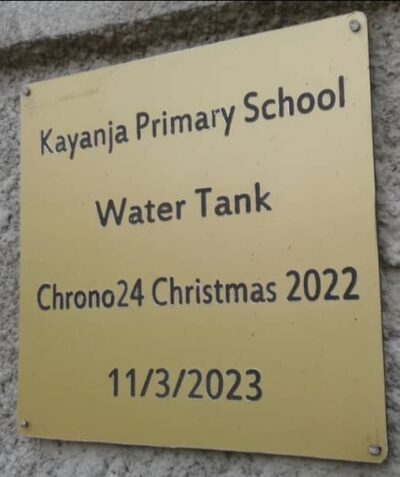 Kayanja Primary School
Water Tank
Chrono24 Christmas 2022
11/3/2023